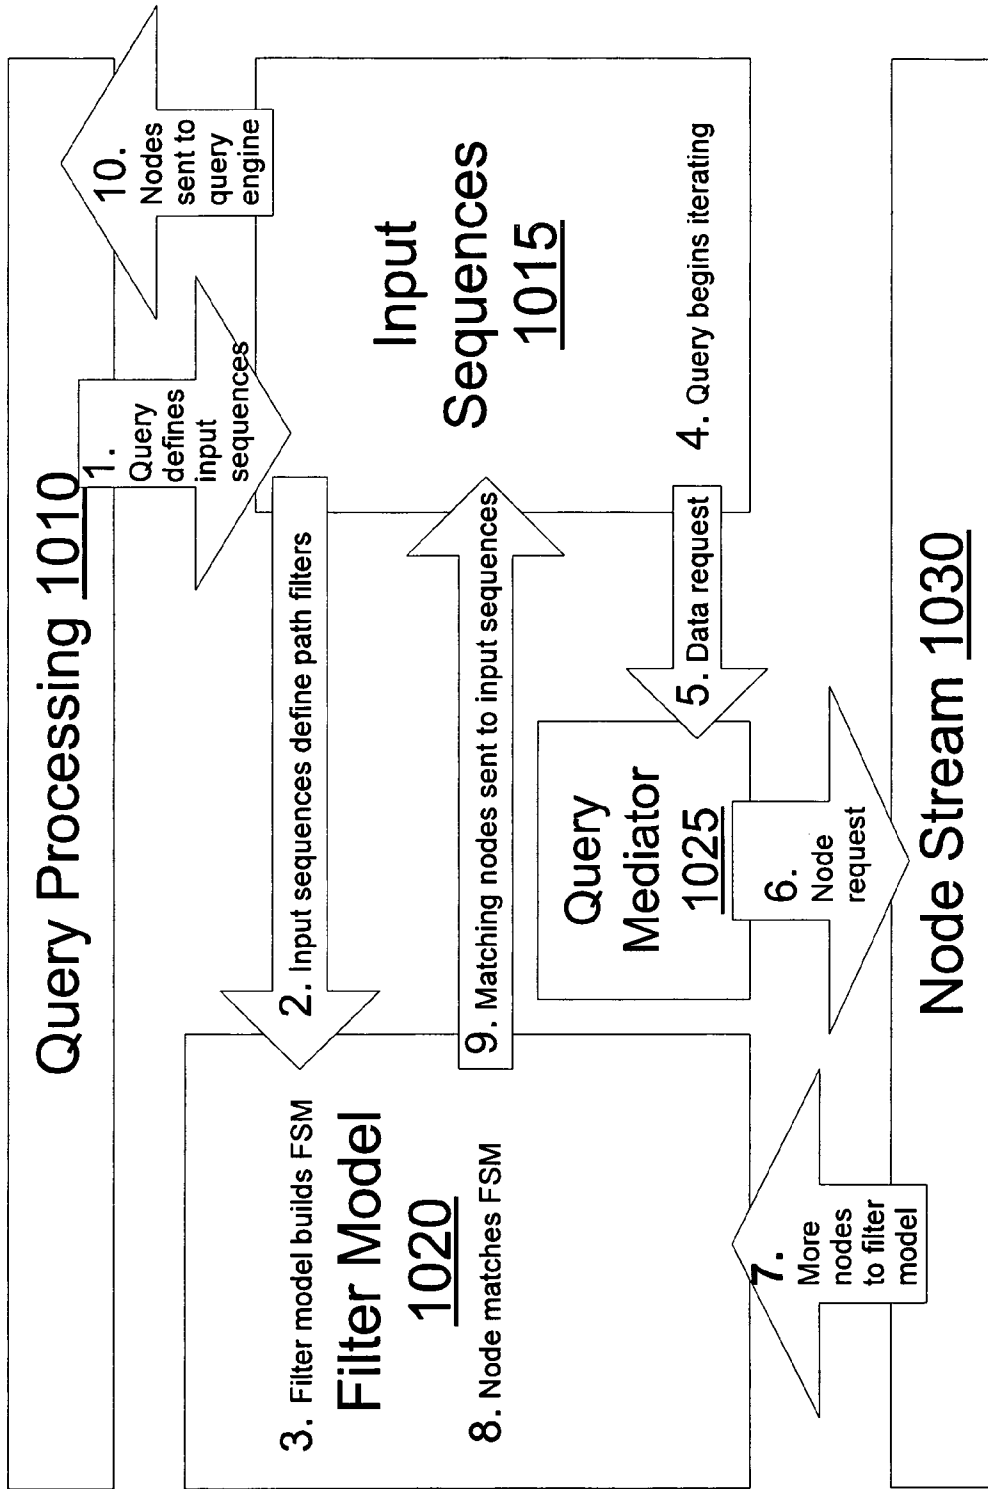 Query Processing 1010
1.
Query
defines
input
sequences
10.
Nodes
sent to
query
engine
2. Input sequences define path filters
3. Filter model builds FSM
Filter Model
1020
8. Node matches FSM
9. Matching nodes sent to input sequences
Input
Sequences
1015
4. Query begins iterating
5. Data request
Query
Mediator
1025
6.
Node
request
7.
More
nodes
to filter
model
Node Stream 1030